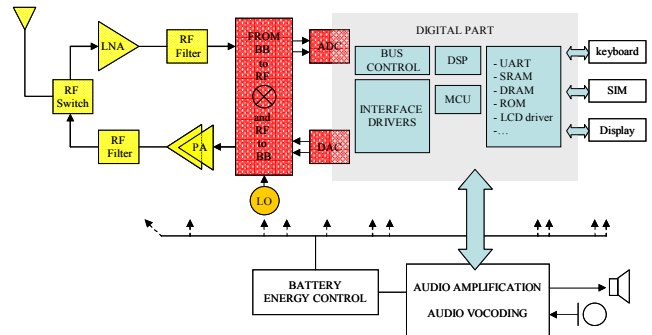 LNA
RF
Filter
FROM
BB
to
RF
and
RF
to
BB
ADC
DIGITAL PART
BUS
CONTROL
DSP
- UART
- SRAM
- DRAM
- ROM
- LCD driver
-…
keyboard
RF
Switch
INTERFACE
DRIVERS
MCU
SIM
RF
Filter
PA
DAC
Display
LO
BATTERY
ENERGY CONTROL
AUDIO AMPLIFICATION
AUDIO VOCODING